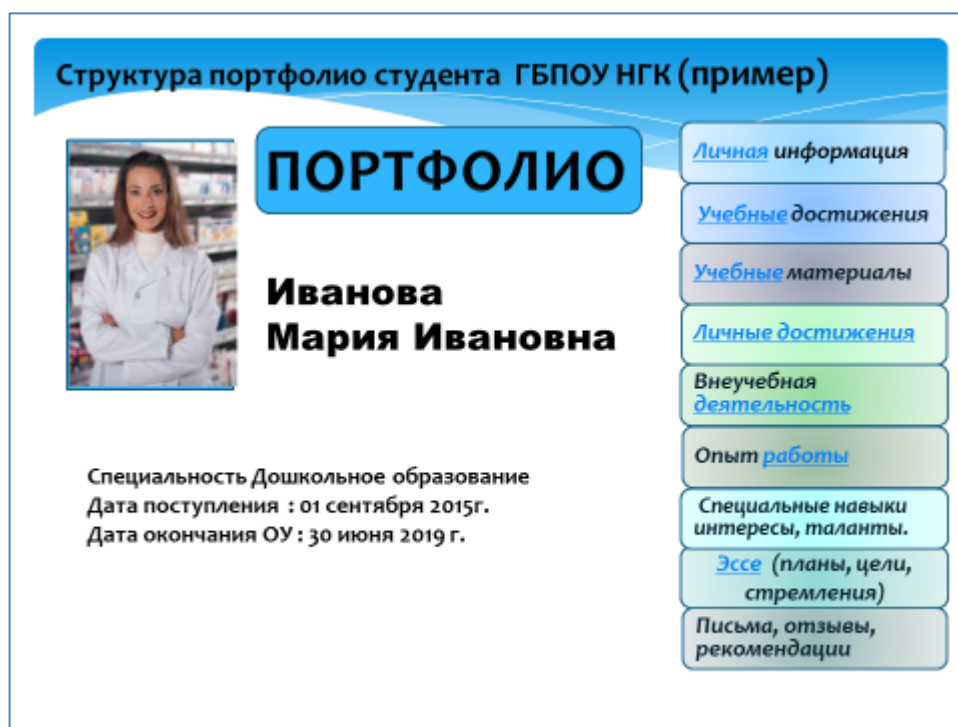 Структура портфолио студента ГБПОУ НГК (пример)
ПОРТФОЛИО
Иванова
Мария Ивановна
Специальность Дошкольное образование
Дата поступления : 01 сентября 2015г.
Дата окончания ОУ : 30 июня 2019 г.
Личная информация
Учебные достижения
Учебные материалы
Личные достижения
Внеучебная
деятельность
Опыт работы
Специальные навыки
интересы, таланты.
Эссе (планы, цели,
стремления)
Письма, отзывы,
рекомендации